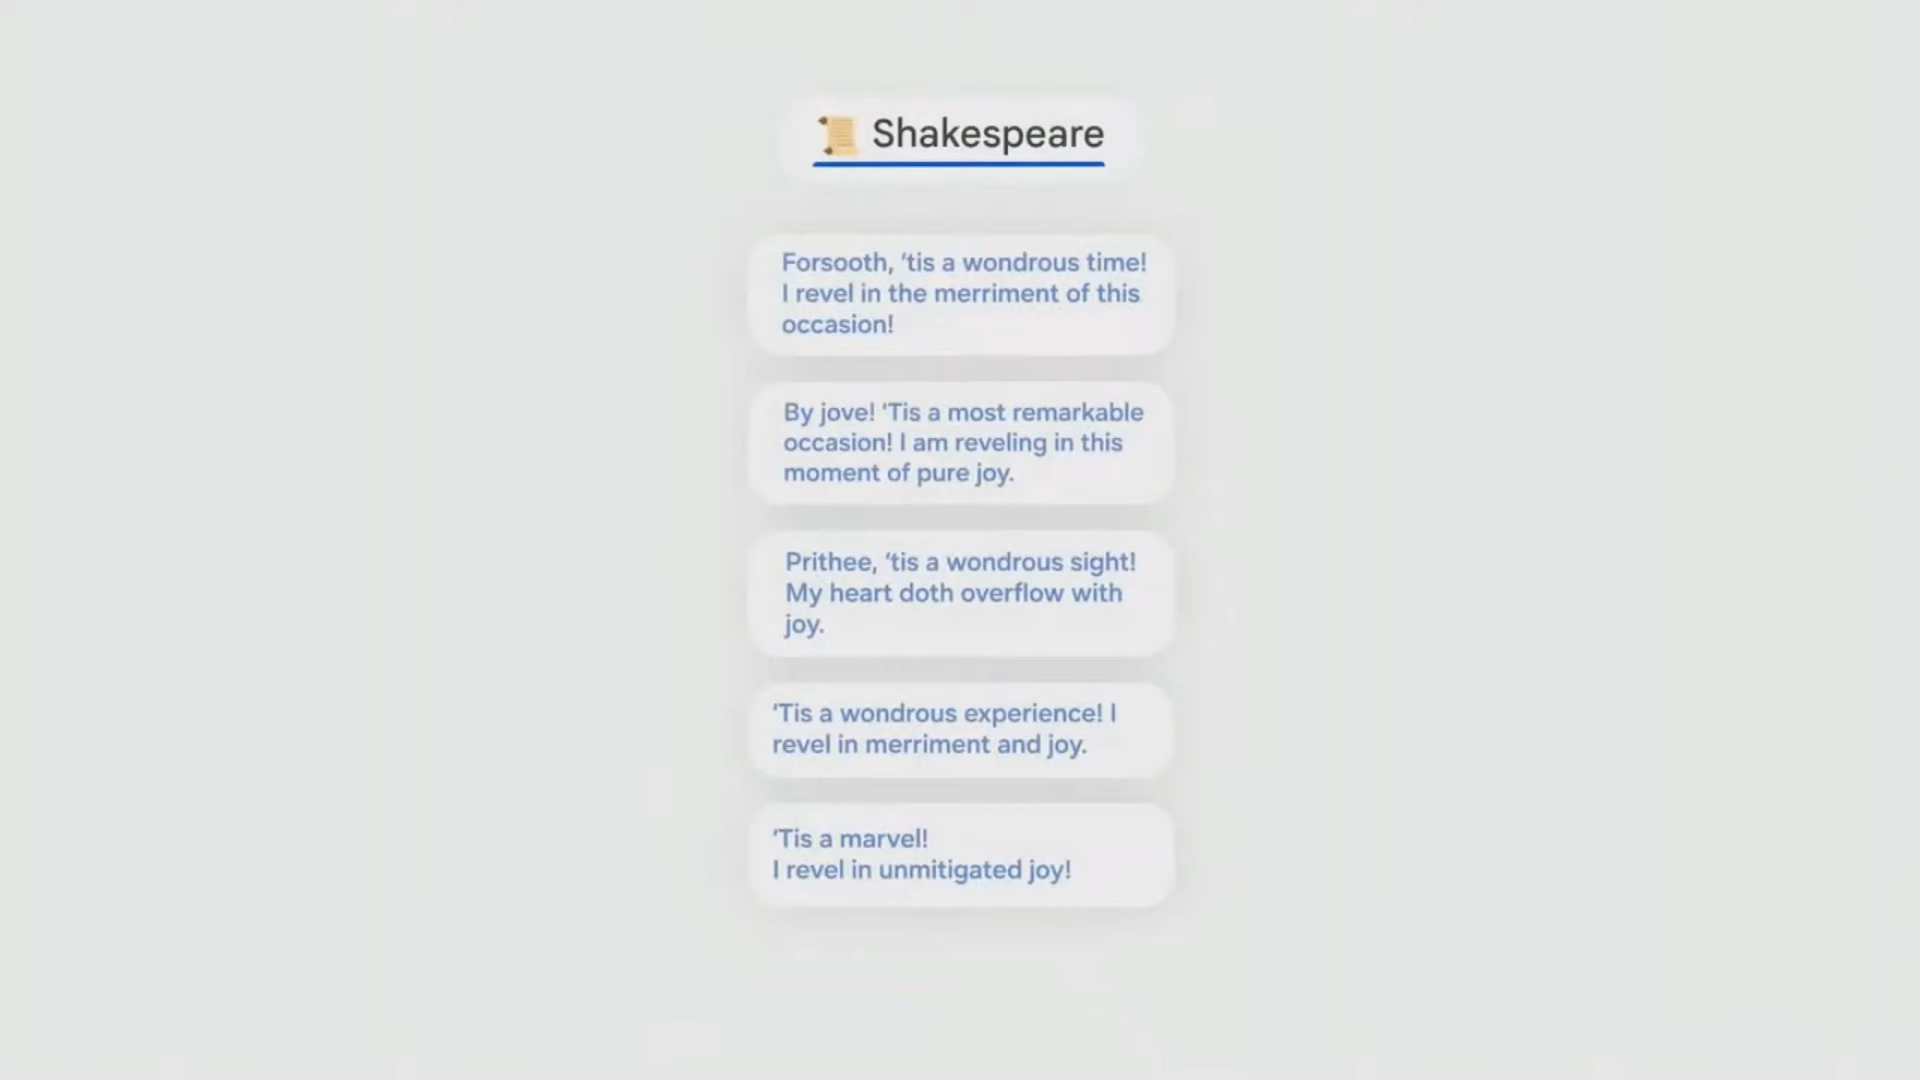 Shakespeare
Forsooth, ‘tis a wondrous time!
I revel in the merriment of this
occasion!
By jove! ‘Tis a most remarkable
occasion! I am reveling in this
moment of pure joy.
Prithee, ‘tis a wondrous sight!
My heart doth overflow with
joy.
‘Tis a wondrous experience! I
revel in merriment and joy.
‘Tis a marvel!
I revel in unmitigated joy!